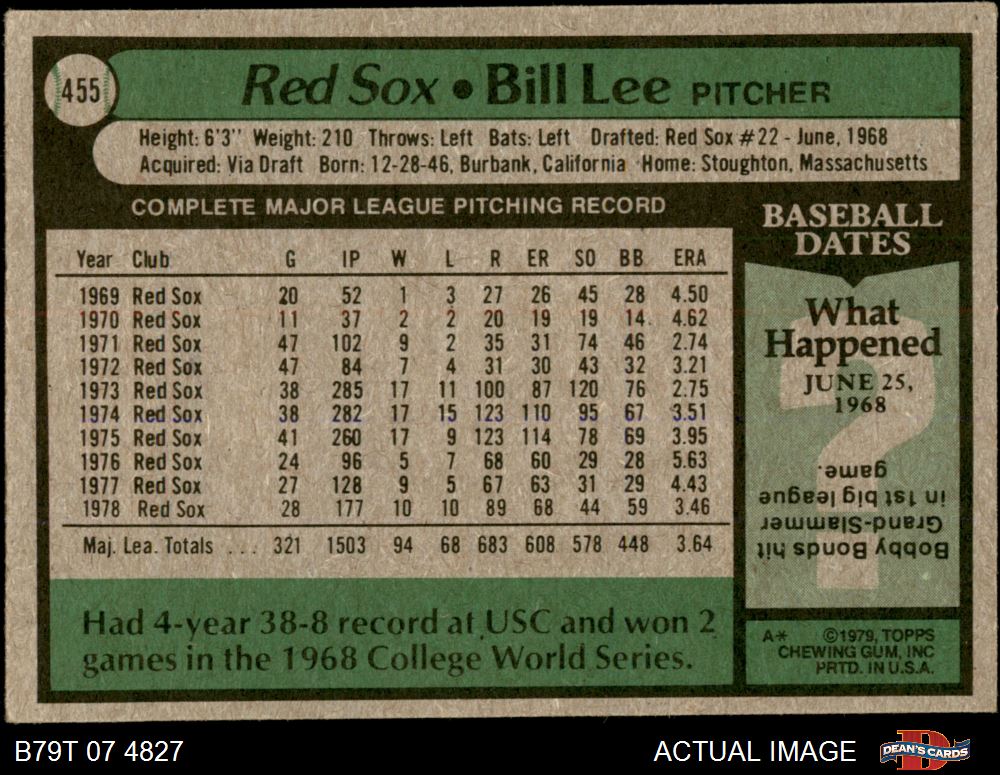 455
Red Sox • Bill Lee PITCHER
Height: 6'3'' Weight: 210 Throws: Left Bats: Left Drafted: Red Sox #22 - June, 1968
Acquired: Via Draft Born: 12-28-46, Burbank, California Home: Stoughton, Massachusetts
COMPLETE MAJOR LEAGUE PITCHING RECORD
Year Club G IP W L R ER SO BB ERA
1969 Red Sox 20 52 1 3 27 26 45 28 4.50
1970 Red Sox 11 37 2 2 20 19 19 14 4.62
1971 Red Sox 47 102 9 2 35 31 74 46 2.74
1972 Red Sox 47 84 7 4 31 30 43 32 3.21
1973 Red Sox 38 285 17 11 100 87 120 76 2.75
1974 Red Sox 38 282 17 15 123 110 95 67 3.51
1975 Red Sox 41 260 17 9 123 114 78 69 3.95
1976 Red Sox 24 96 5 7 68 60 29 28 5.63
1977 Red Sox 27 128 9 5 67 63 31 29 4.43
1978 Red Sox 28 177 10 10 89 68 44 59 3.46
Maj. Lea. Totals ... 321 1503 94 68 683 608 578 448 3.64
Had 4-year 38-8 record at USC and won 2
games in the 1968 College World Series.
BASEBALL
DATES
What
Happened
JUNE 25,
1968
Bobby Bonds hit
Grand-Slammer
in 1st big league
game.
A* ©1979, TOPPS
CHEWING GUM, INC
PRTD. IN U.S.A.
B79T 07 4827
ACTUAL IMAGE
DEAN'S CARDS